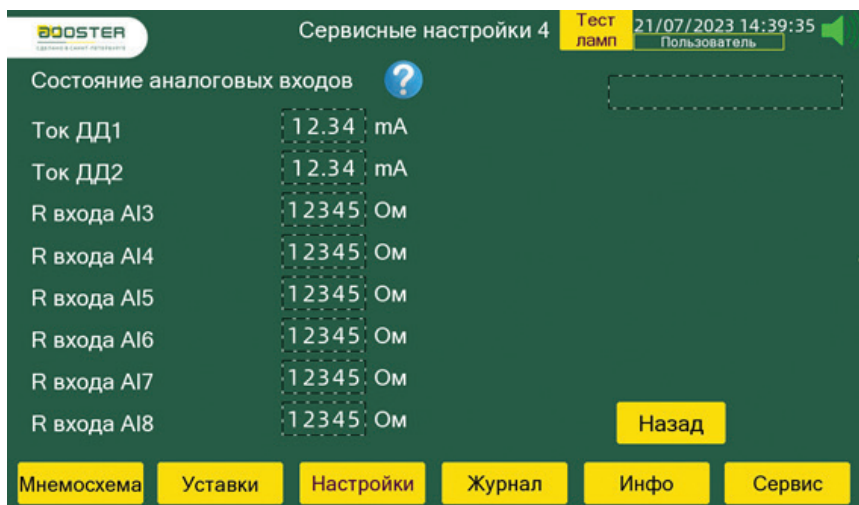 BOOSTER
СДЕЛАНО В САНКТ-ПЕТЕРБУРГЕ
Сервисные настройки 4
Тест
ламп
21/07/2023 14:39:35
Пользователь
Состояние аналоговых входов ?
Ток ДД1 12.34 mA
Ток ДД2 12.34 mA
R входа AI3 12345 Ом
R входа AI4 12345 Ом
R входа AI5 12345 Ом
R входа AI6 12345 Ом
R входа AI7 12345 Ом
R входа AI8 12345 Ом
Назад
Мнемосхема Уставки Настройки Журнал Инфо Сервис